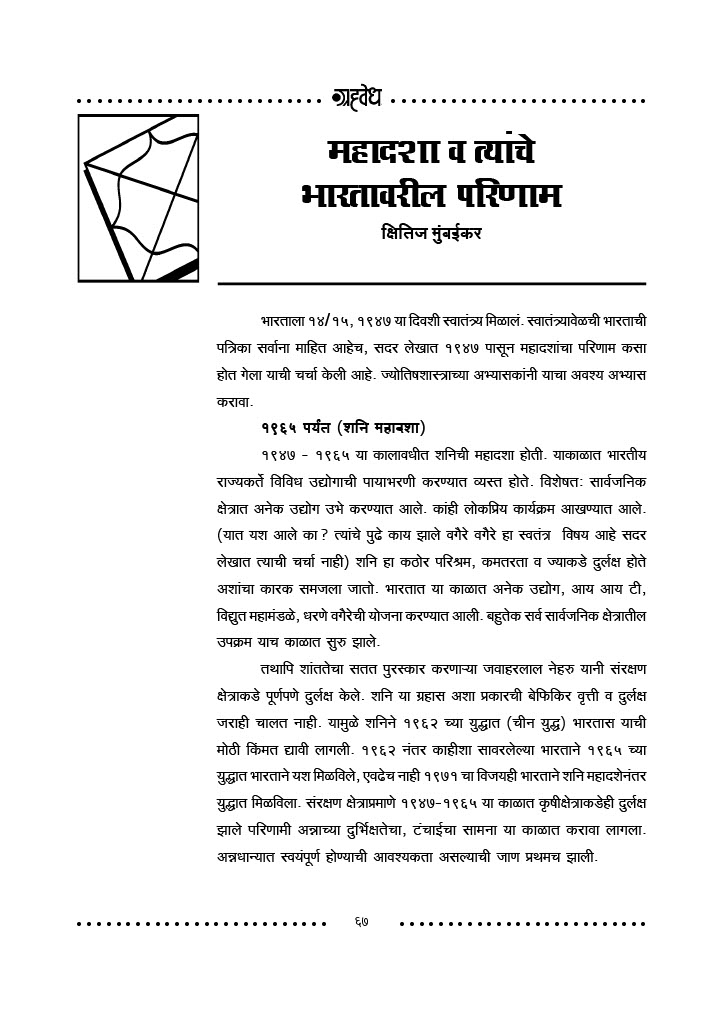 ग्रहवेध
महादशा व त्यांचे
भारतावरील परिणाम
क्षितिज मुंबईकर
भारताला १४/१५, १९४७ या दिवशी स्वातंत्र्य मिळालं. स्वातंत्र्यावेळची भारताची
पत्रिका सर्वाना माहित आहेच, सदर लेखात १९४७ पासून महादशांचा परिणाम कसा
होत गेला याची चर्चा केली आहे. ज्योतिषशास्त्राच्या अभ्यासकांनी याचा अवश्य अभ्यास
करावा.
१९६५ पर्यंत (शनि महाबशा)
१९४७ - १९६५ या कालावधीत शनिची महादशा होती. याकाळात भारतीय
राज्यकर्ते विविध उद्योगाची पायाभरणी करण्यात व्यस्त होते. विशेषत: सार्वजनिक
क्षेत्रात अनेक उद्योग उभे करण्यात आले. कांही लोकप्रिय कार्यक्रम आखण्यात आले.
(यात यश आले का? त्यांचे पुढे काय झाले वगैरे वगैरे हा स्वतंत्र विषय आहे सदर
लेखात त्याची चर्चा नाही) शनि हा कठोर परिश्रम, कमतरता व ज्याकडे दुर्लक्ष होते
अशांचा कारक समजला जातो. भारतात या काळात अनेक उद्योग, आय आय टी,
विद्युत महामंडळे, धरणे वगैरेची योजना करण्यात आली. बहुतेक सर्व सार्वजनिक क्षेत्रातील
उपक्रम याच काळात सुरु झाले.
तथापि शांततेचा सतत पुरस्कार करणाऱ्या जवाहरलाल नेहरु यानी संरक्षण
क्षेत्राकडे पूर्णपणे दुर्लक्ष केले. शनि या ग्रहास अशा प्रकारची बेफिकिर वृत्ती व दुर्लक्ष
जराही चालत नाही. यामुळे शनिने १९६२ च्या युद्धात (चीन युद्ध) भारतास याची
मोठी किंमत द्यावी लागली. १९६२ नंतर काहीशा सावरलेल्या भारताने १९६५ च्या
युद्धात भारताने यश मिळविले, एवढेच नाही १९७१ चा विजयही भारताने शनि महादशेनंतर
युद्धात मिळविला. संरक्षण क्षेत्राप्रमाणे १९४७-१९६५ या काळात कृषीक्षेत्राकडेही दुर्लक्ष
झाले परिणामी अन्नाच्या दुर्भिक्षतेचा, टंचाईचा सामना या काळात करावा लागला.
अन्नधान्यात स्वयंपूर्ण होण्याची आवश्यकता असल्याची जाण प्रथमच झाली.
६७